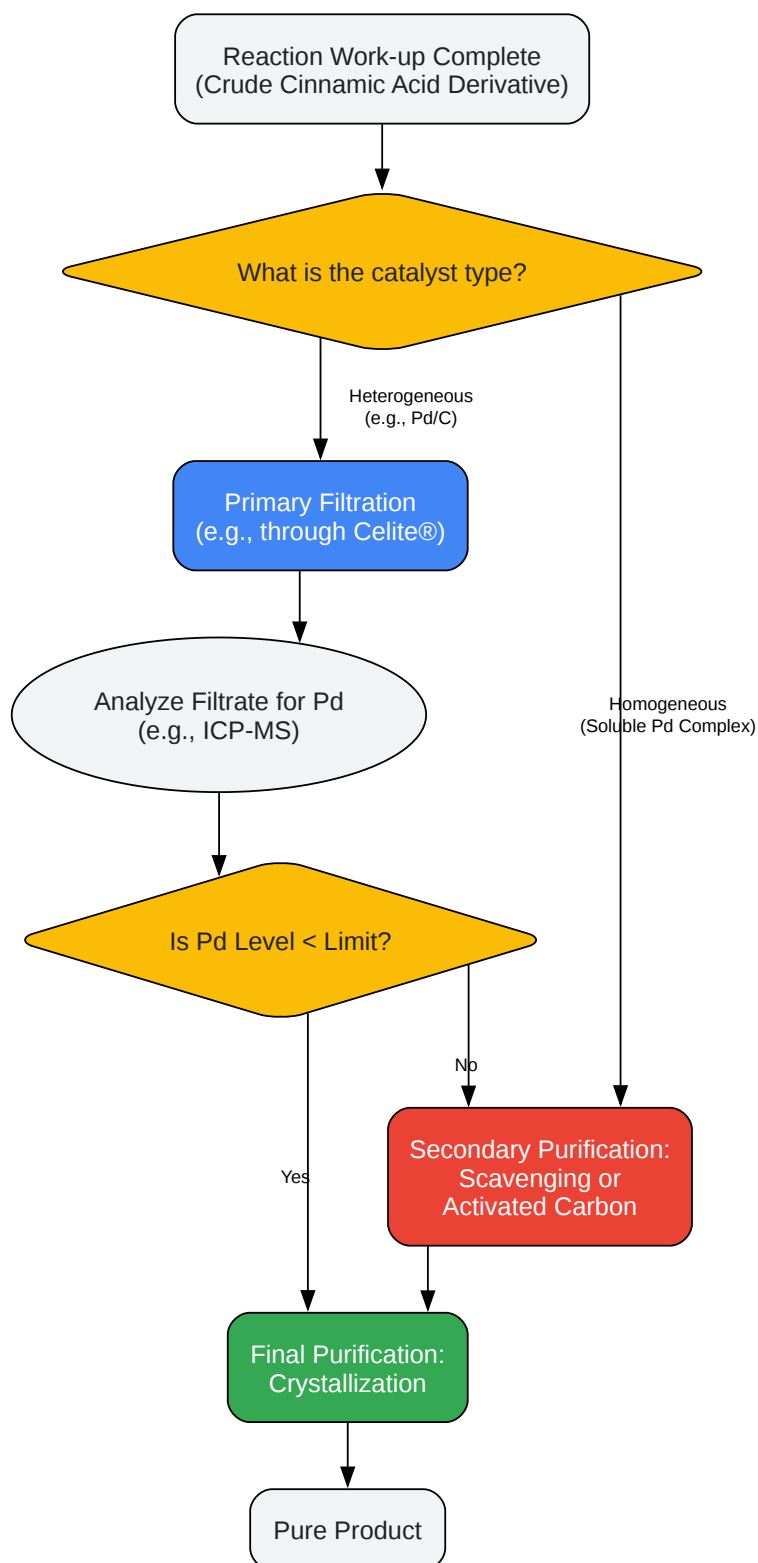 Reaction Work-up Complete
(Crude Cinnamic Acid Derivative)
What is the catalyst type?
Heterogeneous
(e.g., Pd/C)
Primary Filtration
(e.g., through Celite®)
Analyze Filtrate for Pd
(e.g., ICP-MS)
Homogeneous
(Soluble Pd Complex)
Is Pd Level < Limit?
No
Secondary Purification:
Scavenging or
Activated Carbon
Yes
Final Purification:
Crystallization
Pure Product